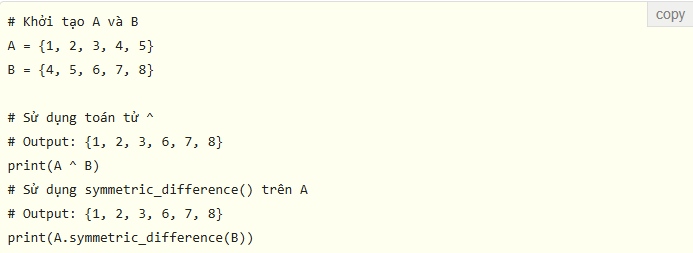 copy
# Khởi tạo A và B
A = {1, 2, 3, 4, 5}
B = {4, 5, 6, 7, 8}
# Sử dụng toán tử ^
# Output: {1, 2, 3, 6, 7, 8}
print(A ^ B)
# Sử dụng symmetric_difference() trên A
# Output: {1, 2, 3, 6, 7, 8}
print(A.symmetric_difference(B))